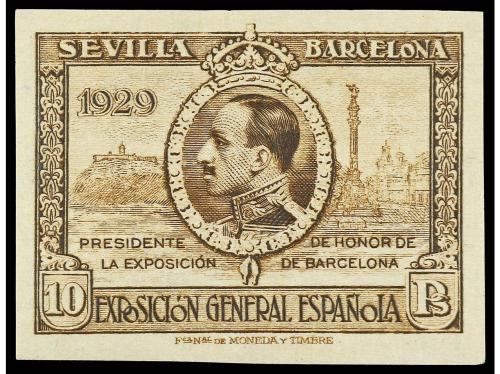 SEVILLA BARCELONA
1929
PRESIDENTE DE HONOR DE
LA EXPOSICIÓN DE BARCELONA
10 EXPOSICIÓN GENERAL ESPAÑOLA Ps
Fca NAL DE MONEDA Y TIMBRE